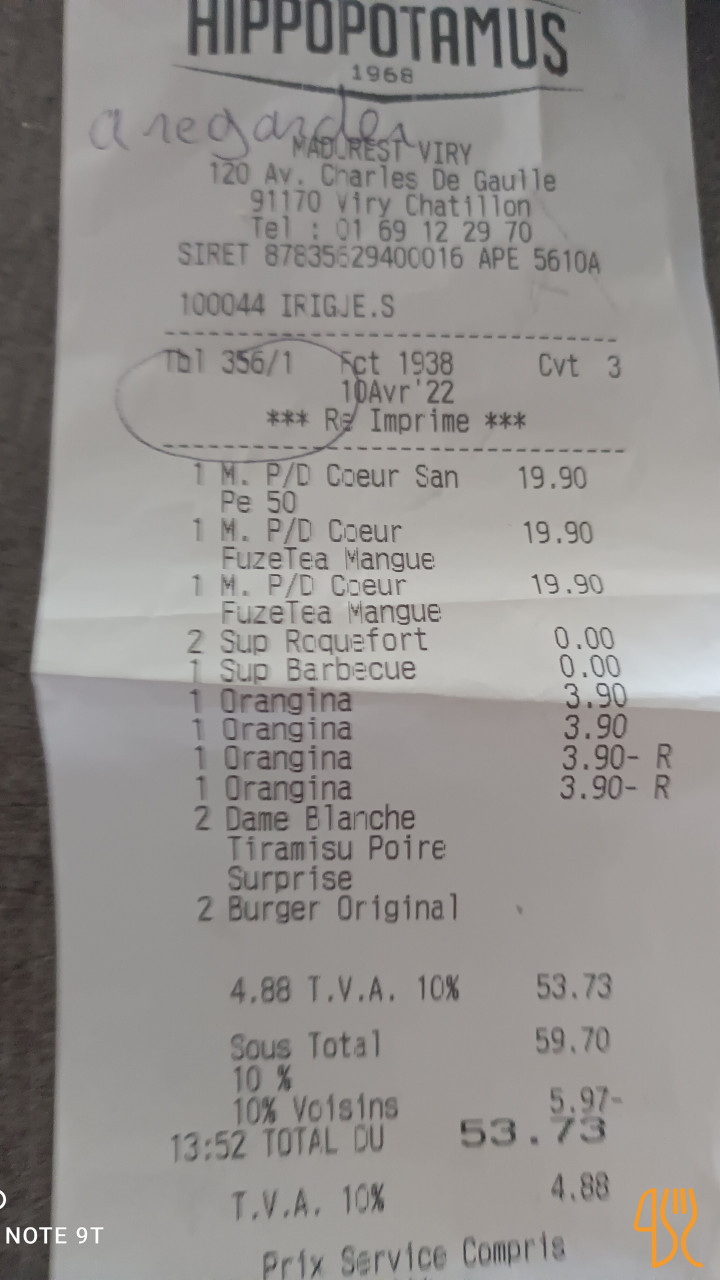 HIPPOPOTAMUS
1968
a regarder
MADJREST VIRY
120 Av. Charles De Gaulle
91170 Viry Chatillon
Tel : 01 69 12 29 70
SIRET 87835629400016 APE 5610A
100044 IRIGJE.S
Tbl 356/1 Fct 1938 Cvt 3
10Avr'22
*** Re Imprime ***
1 M. P/D Coeur San 19.90
Pe 50
1 M. P/D Coeur 19.90
FuzeTea Mangue
1 M. P/D Coeur 19.90
FuzeTea Mangue
2 Sup Roquefort 0.00
1 Sup Barbecue 0.00
1 Orangina 3.90
1 Orangina 3.90
1 Orangina 3.90- R
1 Orangina 3.90- R
2 Dame Blanche
Tiramisu Poire
Surprise
2 Burger Original
4.88 T.V.A. 10% 53.73
Sous Total 59.70
10 %
10% Voisins 5.97-
13:52 TOTAL DU 53.73
T.V.A. 10% 4.88
Prix Service Compris
NOTE 9T